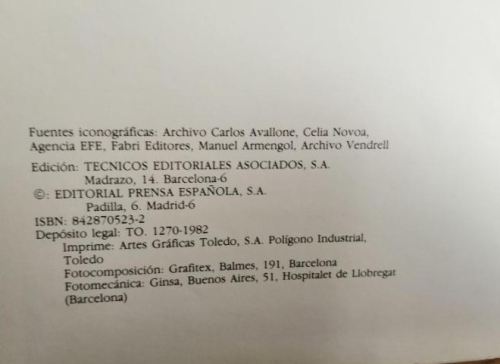 Fuentes iconográficas: Archivo Carlos Avallone, Celia Novoa,
Agencia EFE, Fabri Editores, Manuel Armengol, Archivo Vendrell
Edición: TECNICOS EDITORIALES ASOCIADOS, S.A.
Madrazo, 14. Barcelona-6
©: EDITORIAL PRENSA ESPAÑOLA, S.A.
Padilla, 6. Madrid-6
ISBN: 842870523-2
Depósito legal: TO. 1270-1982
Imprime: Artes Gráficas Toledo, S.A. Polígono Industrial,
Toledo
Fotocomposición: Grafitex, Balmes, 191, Barcelona
Fotomecánica: Ginsa, Buenos Aires, 51, Hospitalet de Llobregat
(Barcelona)